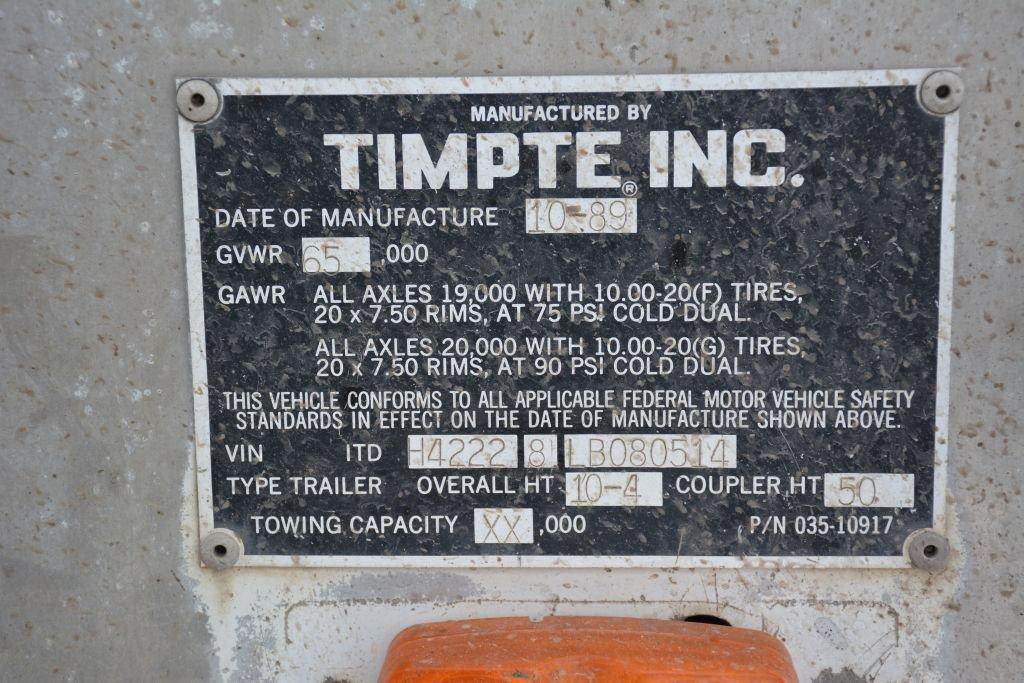 MANUFACTURED BY
TIMPTE® INC.
DATE OF MANUFACTURE 10-89
GVWR 65 ,000
GAWR ALL AXLES 19,000 WITH 10.00-20(F) TIRES,
20 x 7.50 RIMS, AT 75 PSI COLD DUAL.
ALL AXLES 20,000 WITH 10.00-20(G) TIRES,
20 x 7.50 RIMS, AT 90 PSI COLD DUAL.
THIS VEHICLE CONFORMS TO ALL APPLICABLE FEDERAL MOTOR VEHICLE SAFETY
STANDARDS IN EFFECT ON THE DATE OF MANUFACTURE SHOWN ABOVE.
VIN ITD H4222 8 LB080514
TYPE TRAILER OVERALL HT 10-4 COUPLER HT 50
TOWING CAPACITY XX ,000 P/N 035-10917